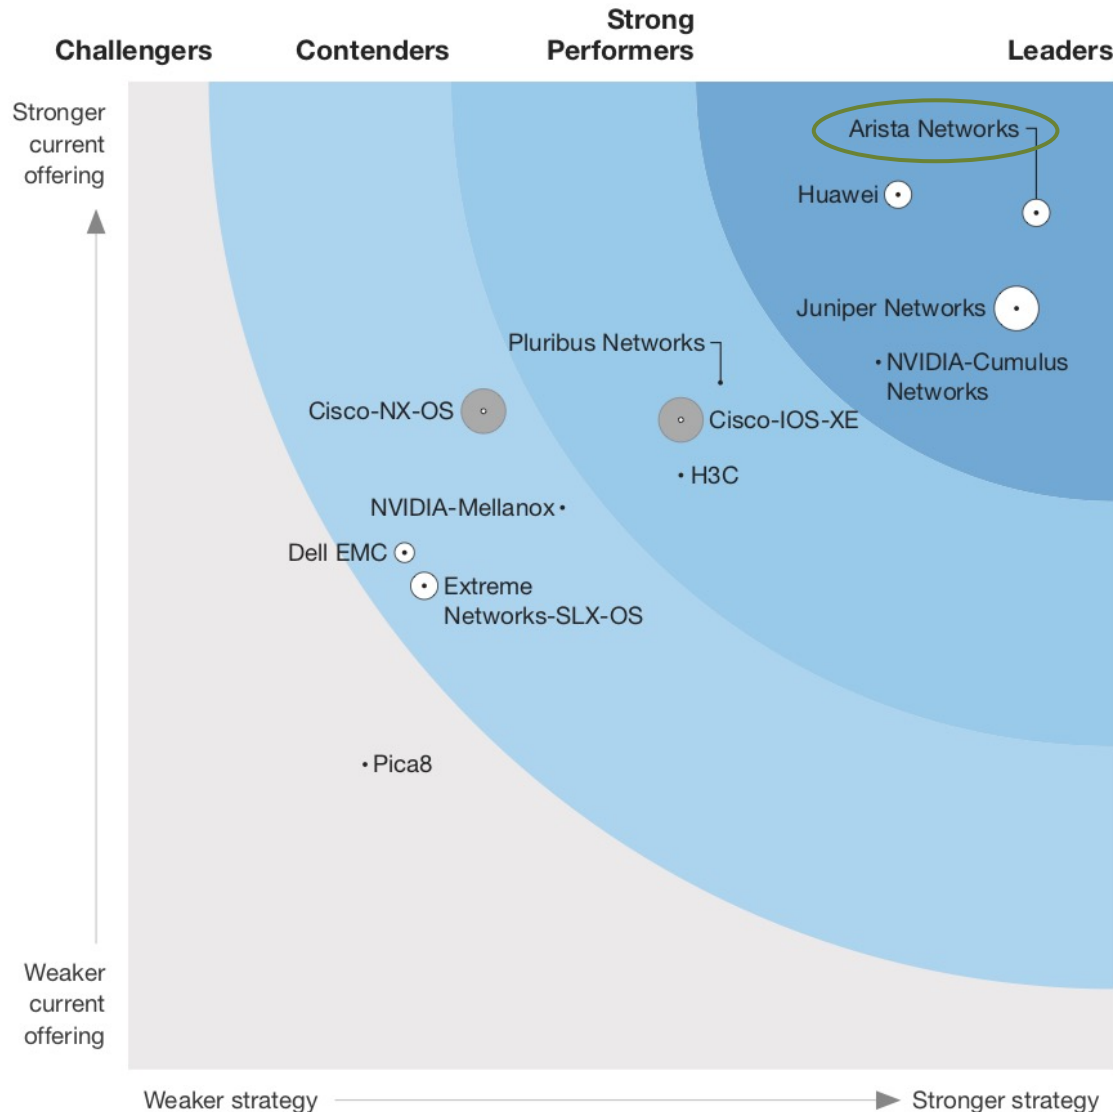 Strong
Challengers
Contenders
Performers
Leaders
Stronger
current
offering
Arista Networks
Huawei
Juniper Networks
Pluribus Networks
NVIDIA-Cumulus
Networks
Cisco-NX-OS
Cisco-IOS-XE
H3C
NVIDIA-Mellanox
Dell EMC
Extreme
Networks-SLX-OS
Pica8
Weaker
current
offering
Weaker strategy
Stronger strategy